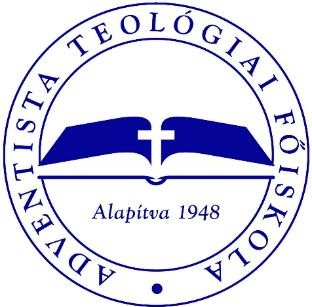 ADVENTISTA TEOLÓGIAI FŐISKOLA
Alapítva 1948